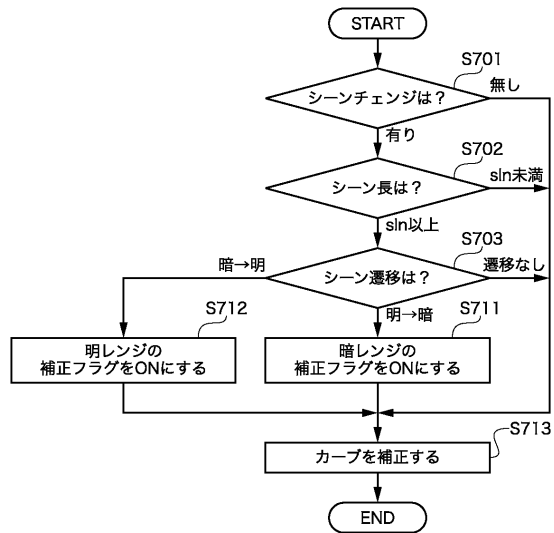 START
S701
シーンチェンジは？
無し
有り
S702
シーン長は？
sln未満
sln以上
S703
暗→明
シーン遷移は？
遷移なし
S712
明→暗
S711
明レンジの
補正フラグをONにする
暗レンジの
補正フラグをONにする
カーブを補正する
S713
END